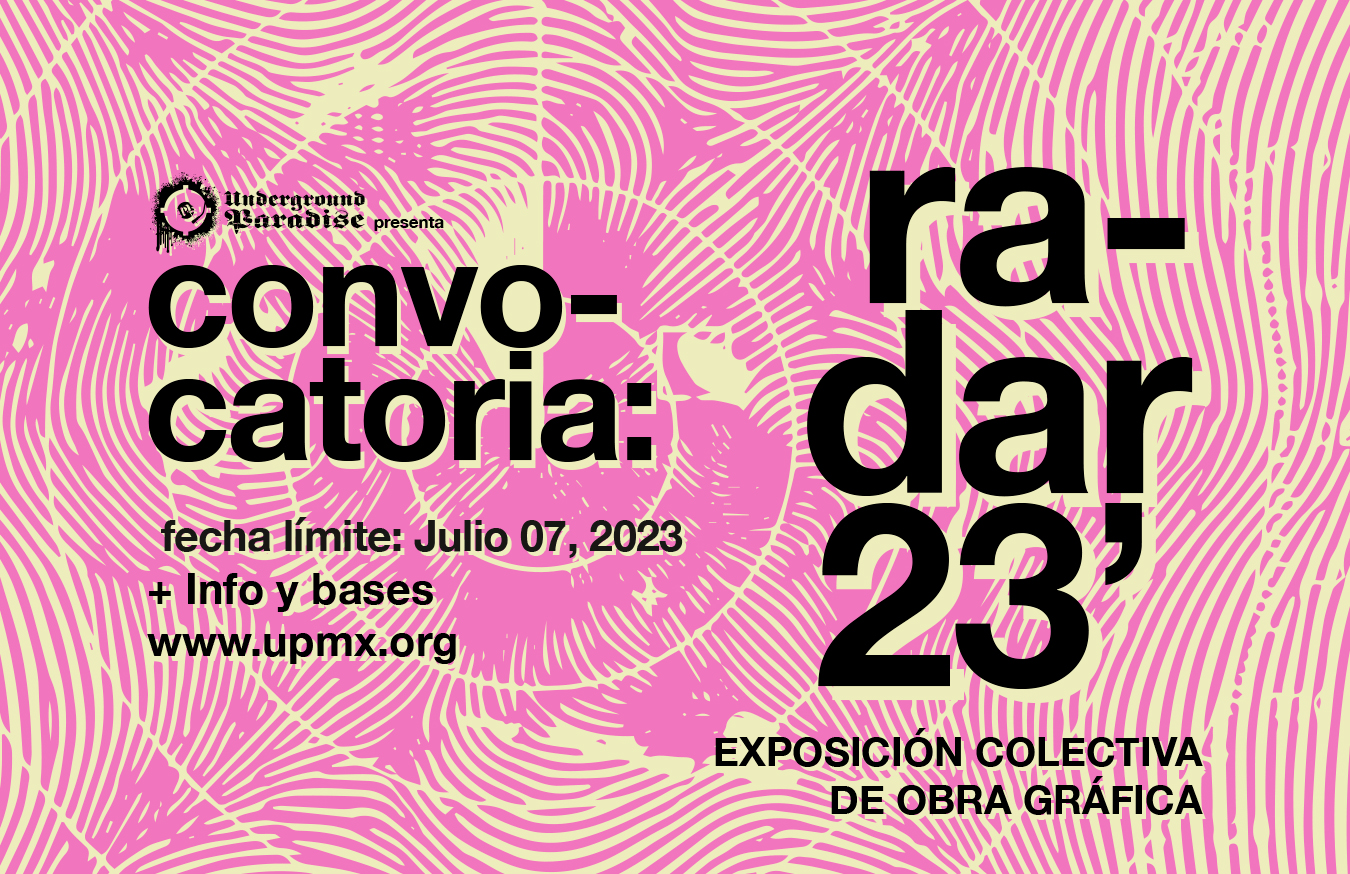 Underground
Paradise presenta
convo-
catoria:
fecha límite: Julio 07, 2023
+ Info y bases
www.upmx.org
ra-
dar
23’
EXPOSICIÓN COLECTIVA
DE OBRA GRÁFICA